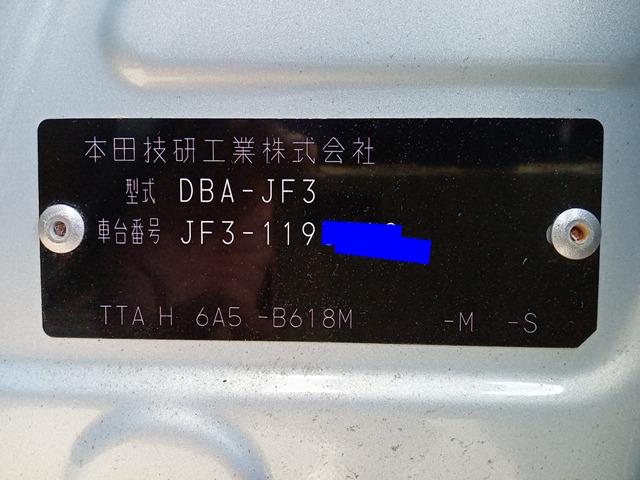 本田技研工業株式会社
型式 DBA-JF3
車台番号 JF3-119
TTA H 6A5 -B618M -M -S